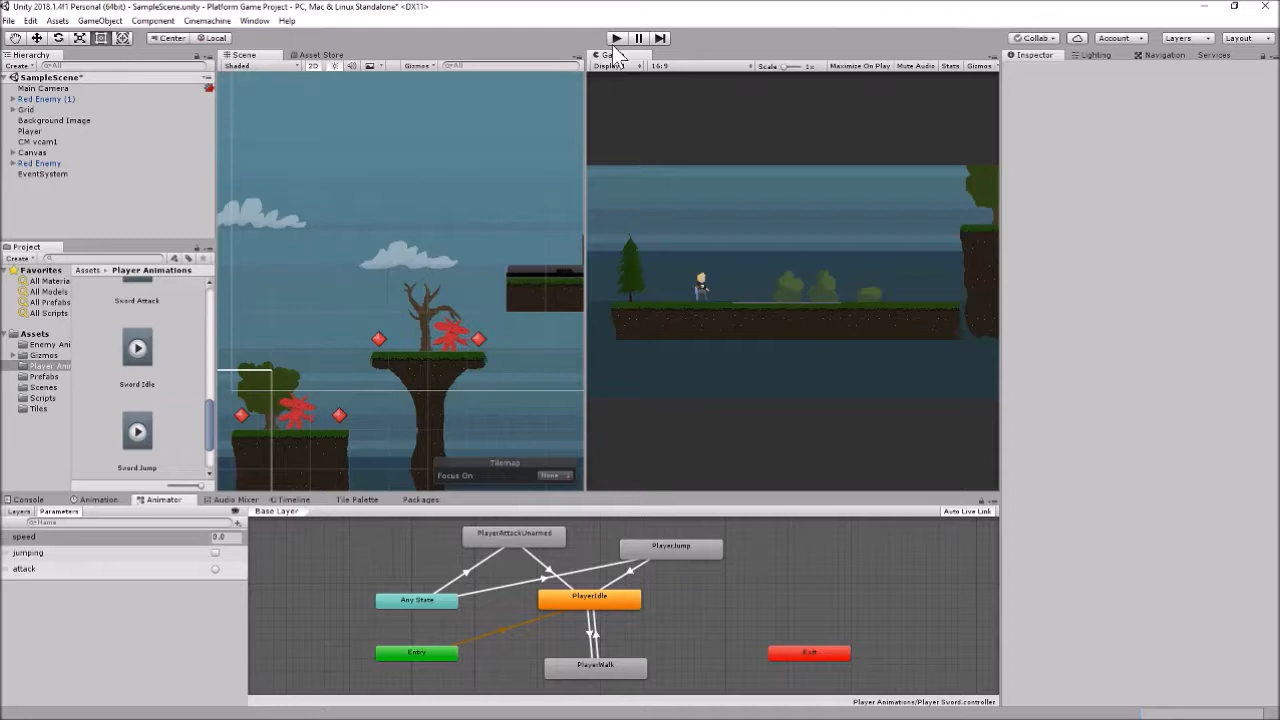 Unity 2018.1.4f1 Personal (64bit) - SampleScene.unity - Platform Game Project - PC, Mac & Linux Standalone* <DX11>
File Edit Assets GameObject Component Cinemachine Window Help
Center Local Collab Account Layers Layout
Hierarchy Scene Asset Store Inspector Lighting Navigation Services
Create All Shaded 2D Gizmos All 16:9 Scale 1x Maximize On Play Mute Audio Stats Gizmos
SampleScene*
Main Camera
Red Enemy (1)
Grid
Background Image
Player
CM vcam1
Canvas
Red Enemy
EventSystem
Project
Create
Favorites
All Materia
All Models
All Prefabs
All Scripts
Assets
Enemy Ani
Gizmos
Player Ani
Prefabs
Scenes
Scripts
Tiles
Assets Player Animations
Sword Attack
Sword Idle
Sword Jump
Tilemap
Focus On None
Console Animation Animator Audio Mixer Timeline Tile Palette Packages
Layers Parameters Base Layer Auto Live Link
Name
speed 0.0
jumping
attack
PlayerAttackUnarmed
PlayerJump
Any State
PlayerIdle
Entry
PlayerWalk
Exit
Player Animations/Player Sword.controller